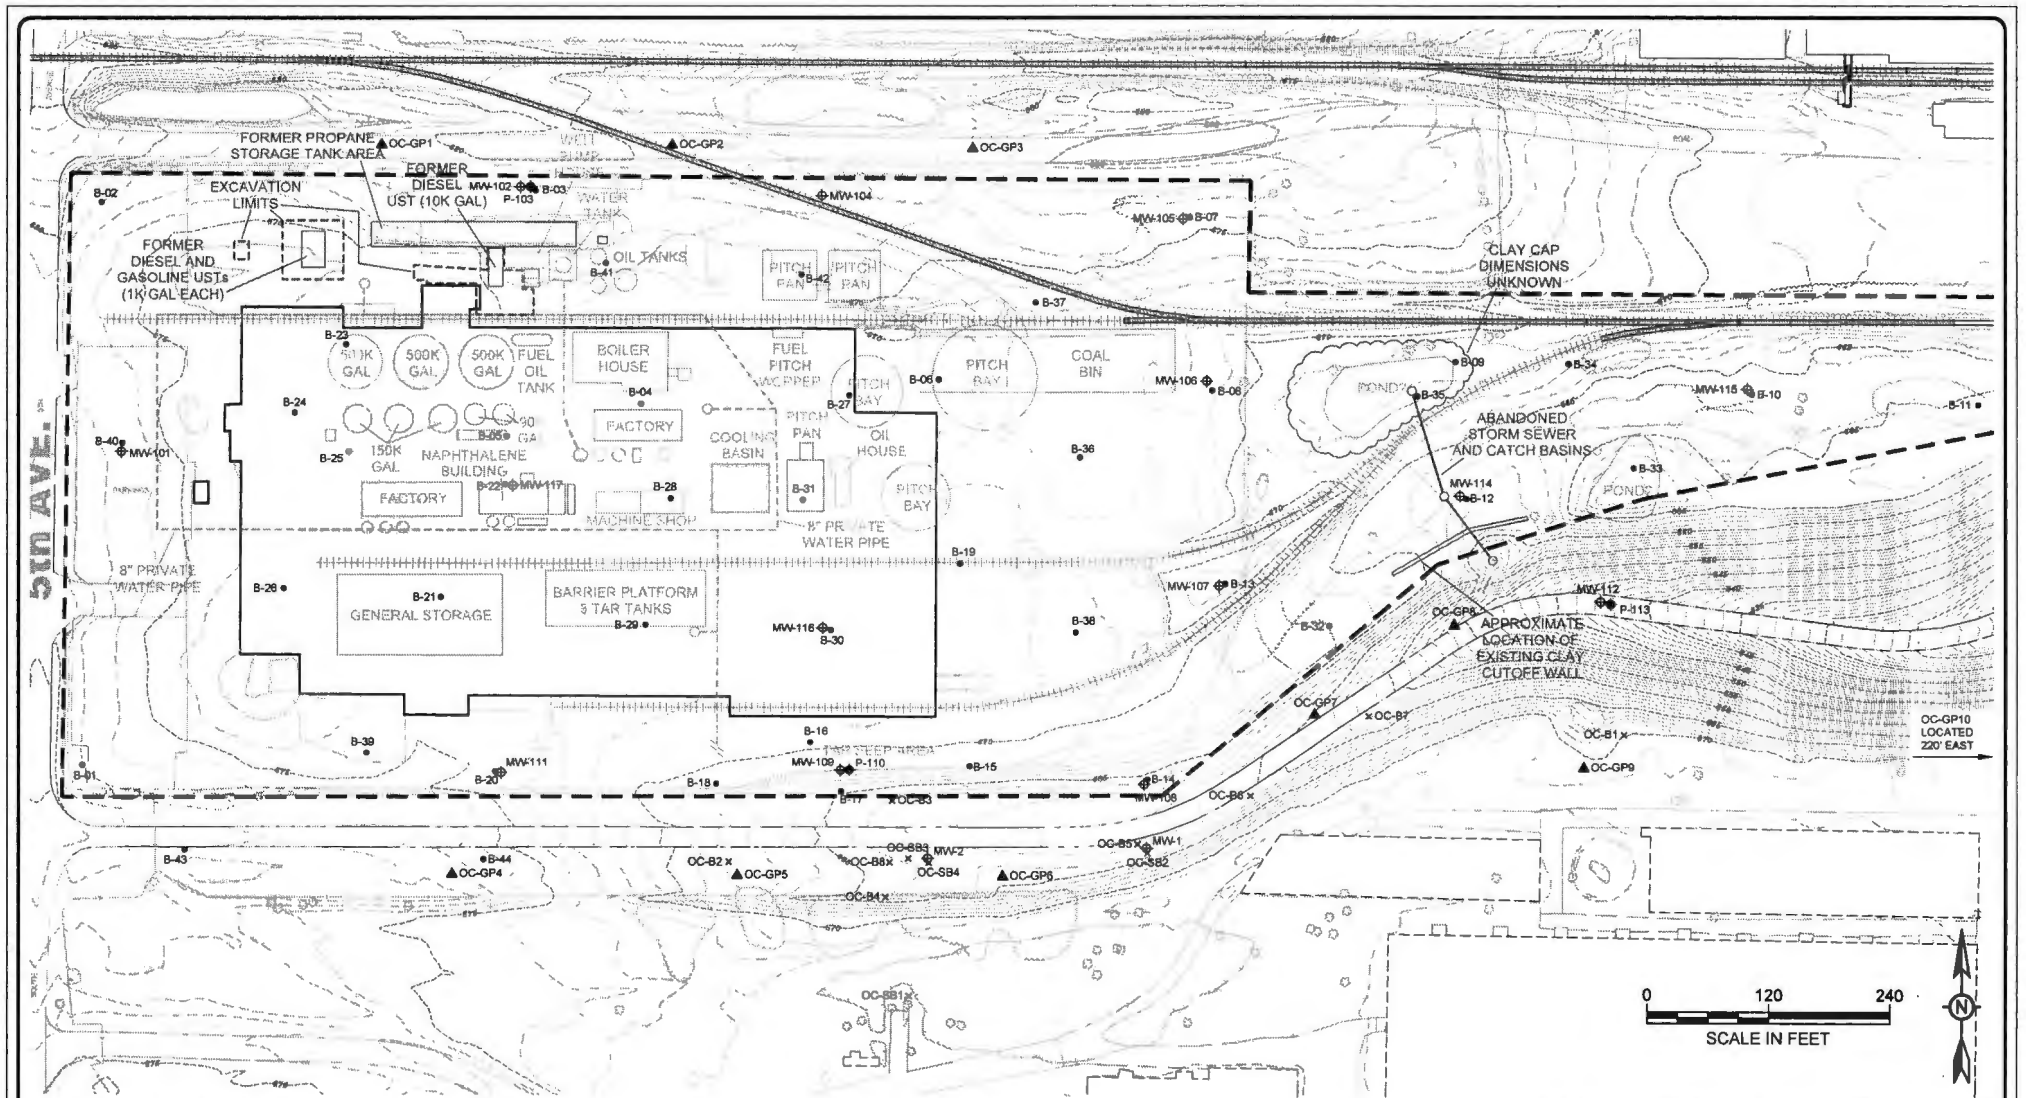 FORMER PROPANE
STORAGE TANK AREA
OC-GP1
OC-GP2
OC-GP3
B-02
EXCAVATION
LIMITS
FORMER
DIESEL
UST (10K GAL)
MW-102
B-03
P-103
WATER
TANK
MW-104
MW-105
B-07
FORMER
DIESEL AND
GASOLINE USTs
(1K GAL EACH)
OIL TANKS
B-41
PITCH
PAN
B-42
PITCH
PAN
B-37
CLAY CAP
DIMENSIONS
UNKNOWN
B-23
500K
GAL
500K
GAL
500K
GAL
FUEL
OIL
TANK
BOILER
HOUSE
FUEL
PITCH
PITCH
BAY
B-06
PITCH
BAY
COAL
BIN
MW-106
B-08
POND?
B-09
B-35
B-34
MW-115
B-10
B-11
B-24
B-04
B-27
FACTORY
PITCH
PAN
B-05
150K
GAL
B-25
NAPHTHALENE
BUILDING
COOLING
BASIN
OIL
HOUSE
B-36
ABANDONED
STORM SEWER
AND CATCH BASINS
B-33
POND?
B-40
MW-101
5th AVE.
PARKING
FACTORY
B-22
MW-117
B-28
MACHINE SHOP
B-31
PITCH
BAY
MW-114
B-12
8" PRIVATE
WATER PIPE
8" PRIVATE
WATER PIPE
B-19
B-26
B-21
GENERAL STORAGE
BARRIER PLATFORM
5 TAR TANKS
B-29
MW-116
B-30
B-38
MW-107
B-13
B-32
OC-GP8
MW-112
P-113
APPROXIMATE
LOCATION OF
EXISTING CLAY
CUTOFF WALL
OC-GP7
OC-B7
OC-B1
OC-GP9
OC-GP10
LOCATED
220' EAST
B-01
B-39
B-20
MW-111
B-16
TAR SEEP AREA
MW-109
P-110
B-15
B-18
B-17
OC-B3
B-14
MW-108
OC-B6
B-43
B-44
OC-GP4
OC-B2
OC-GP5
OC-B8
OC-SB3
MW-2
OC-SB4
OC-B4
OC-GP6
OC-B5
MW-1
OC-SB2
OC-SB1
0 120 240
SCALE IN FEET
N